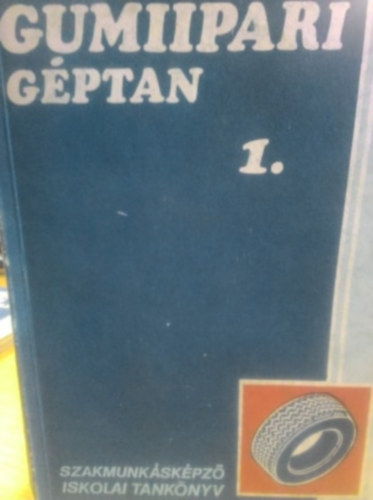 GUMIIPARI
GÉPTAN
1.
SZAKMUNKÁSKÉPZŐ
ISKOLAI TANKÖNYV